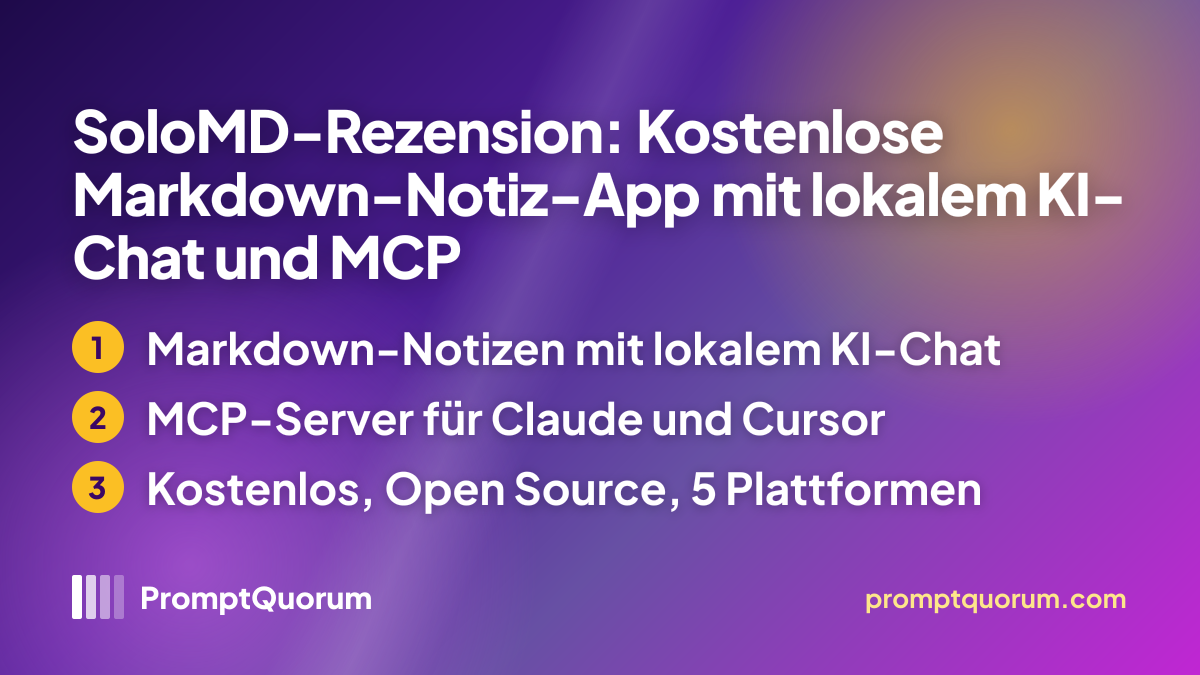 SoloMD-Rezension: Kostenlose
Markdown-Notiz-App mit lokalem KI-
Chat und MCP
1 Markdown-Notizen mit lokalem KI-Chat
2 MCP-Server für Claude und Cursor
3 Kostenlos, Open Source, 5 Plattformen
PromptQuorum
promptquorum.com